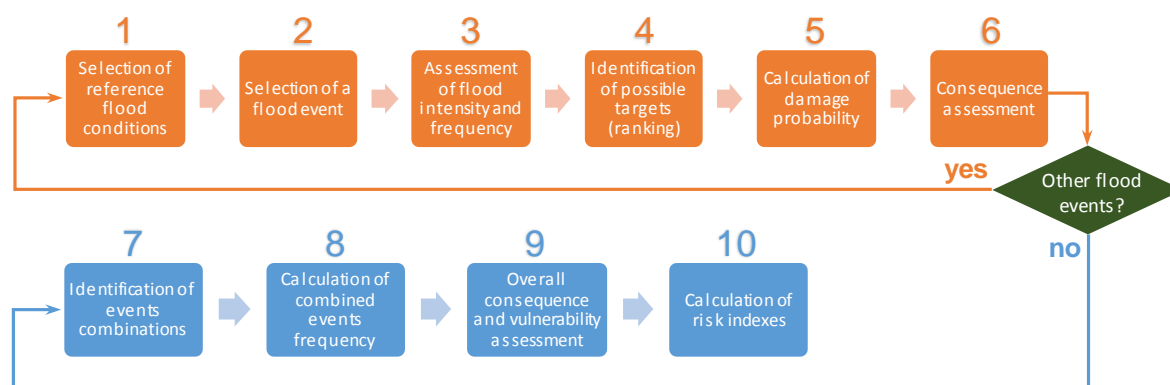 1
Selection of
reference
flood
conditions
2
Selection of a
flood event
3
Assessment
of flood
intensity and
frequency
4
Identification
of possible
targets
(ranking)
5
Calculation of
damage
probability
6
Consequence
assessment
yes
Other flood
events?
no
7
Identification of
events
combinations
8
Calculation of
combined
events
frequency
9
Overall
consequence
and vulnerability
assessment
10
Calculation of
risk indexes